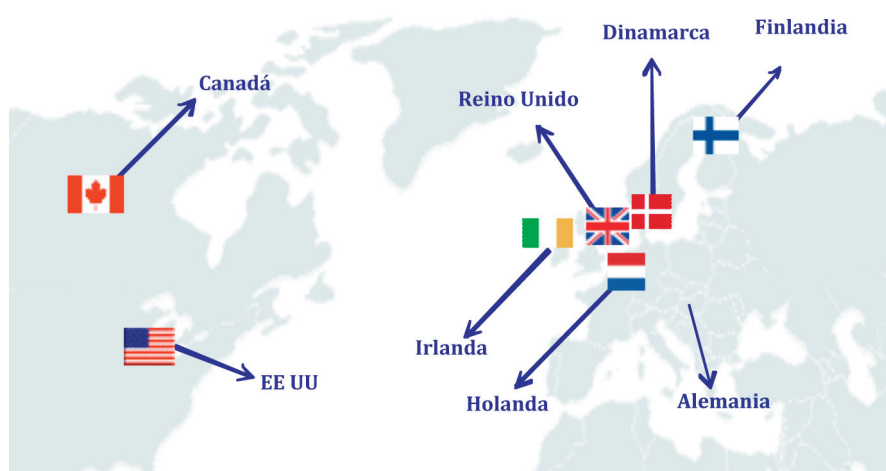 Dinamarca
Finlandia
Canadá
Reino Unido
Irlanda
EE UU
Holanda
Alemania